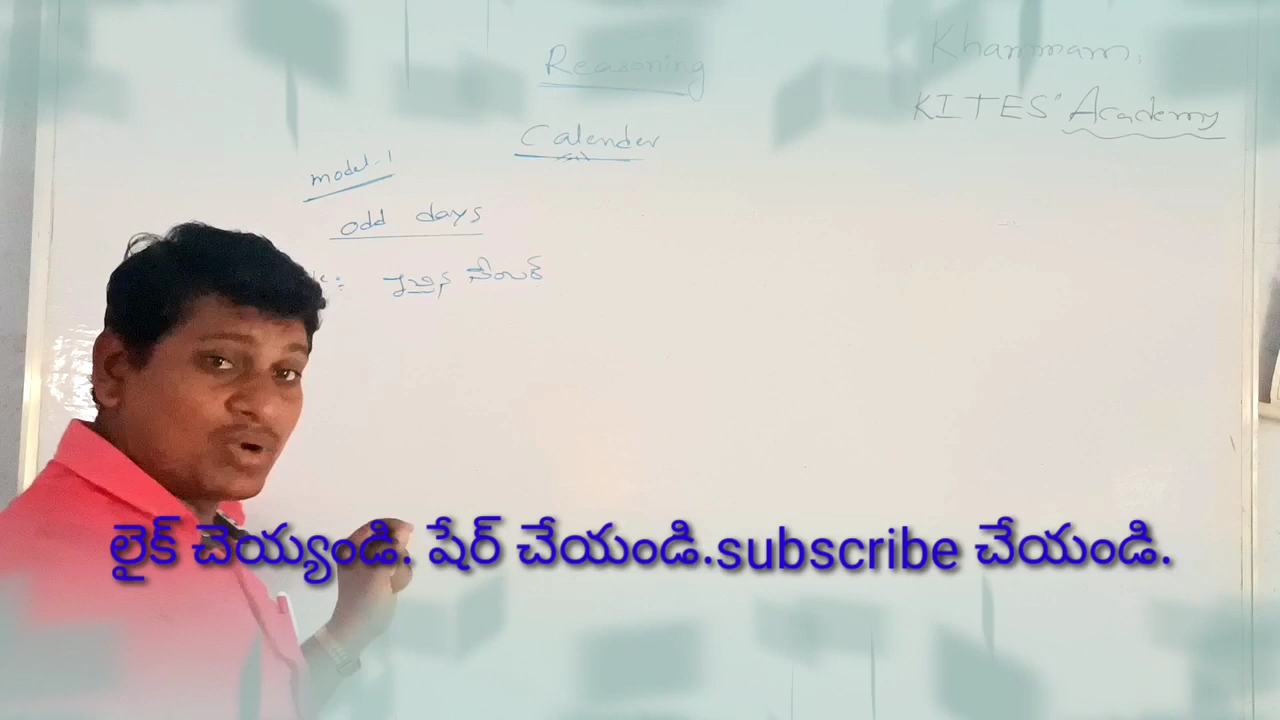 Reasoning
Khammam,
KITES" Academy
Calender
model-1
odd days
లైక్ చెయ్యండి. షేర్ చేయండి.subscribe చేయండి.